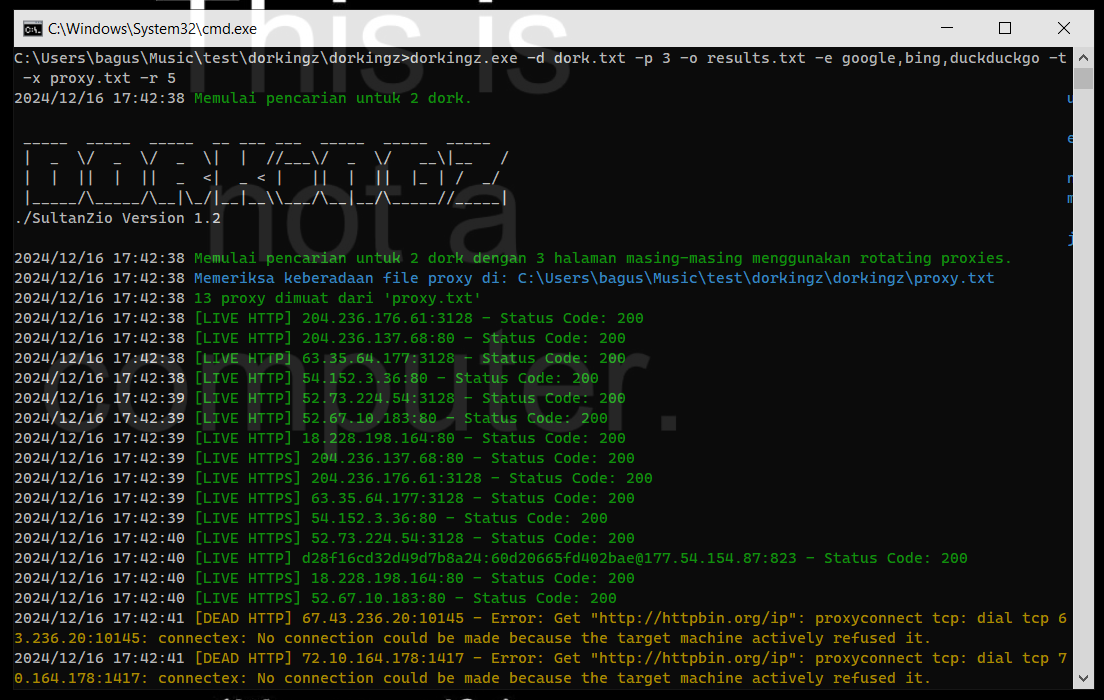 This is
not a
computer.
C:\Windows\System32\cmd.exe
C:\Users\bagus\Music\test\dorkingz\dorkingz>dorkingz.exe -d dork.txt -p 3 -o results.txt -e google,bing,duckduckgo -t
-x proxy.txt -r 5
2024/12/16 17:42:38 Memulai pencarian untuk 2 dork.
u
e
n
m
j
DORKINGZ
./SultanZio Version 1.2
2024/12/16 17:42:38 Memulai pencarian untuk 2 dork dengan 3 halaman masing-masing menggunakan rotating proxies.
2024/12/16 17:42:38 Memeriksa keberadaan file proxy di: C:\Users\bagus\Music\test\dorkingz\dorkingz\proxy.txt
2024/12/16 17:42:38 13 proxy dimuat dari 'proxy.txt'
2024/12/16 17:42:38 [LIVE HTTP] 204.236.176.61:3128 - Status Code: 200
2024/12/16 17:42:38 [LIVE HTTP] 204.236.137.68:80 - Status Code: 200
2024/12/16 17:42:38 [LIVE HTTP] 63.35.64.177:3128 - Status Code: 200
2024/12/16 17:42:38 [LIVE HTTP] 54.152.3.36:80 - Status Code: 200
2024/12/16 17:42:39 [LIVE HTTP] 52.73.224.54:3128 - Status Code: 200
2024/12/16 17:42:39 [LIVE HTTP] 52.67.10.183:80 - Status Code: 200
2024/12/16 17:42:39 [LIVE HTTP] 18.228.198.164:80 - Status Code: 200
2024/12/16 17:42:39 [LIVE HTTPS] 204.236.137.68:80 - Status Code: 200
2024/12/16 17:42:39 [LIVE HTTPS] 204.236.176.61:3128 - Status Code: 200
2024/12/16 17:42:39 [LIVE HTTPS] 63.35.64.177:3128 - Status Code: 200
2024/12/16 17:42:39 [LIVE HTTPS] 54.152.3.36:80 - Status Code: 200
2024/12/16 17:42:40 [LIVE HTTPS] 52.73.224.54:3128 - Status Code: 200
2024/12/16 17:42:40 [LIVE HTTP] d28f16cd32d49d7b8a24:60d20665fd402bae@177.54.154.87:823 - Status Code: 200
2024/12/16 17:42:40 [LIVE HTTPS] 18.228.198.164:80 - Status Code: 200
2024/12/16 17:42:40 [LIVE HTTPS] 52.67.10.183:80 - Status Code: 200
2024/12/16 17:42:41 [DEAD HTTP] 67.43.236.20:10145 - Error: Get "http://httpbin.org/ip": proxyconnect tcp: dial tcp 6
3.236.20:10145: connectex: No connection could be made because the target machine actively refused it.
2024/12/16 17:42:41 [DEAD HTTP] 72.10.164.178:1417 - Error: Get "http://httpbin.org/ip": proxyconnect tcp: dial tcp 7
0.164.178:1417: connectex: No connection could be made because the target machine actively refused it.